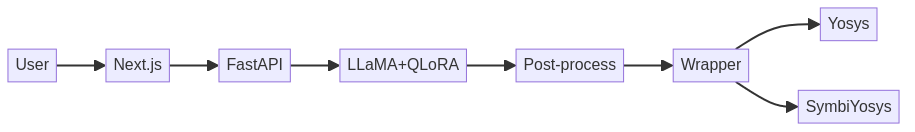 User
Next.js
FastAPI
LLaMA+QLoRA
Post-process
Wrapper
Yosys
SymbiYosys